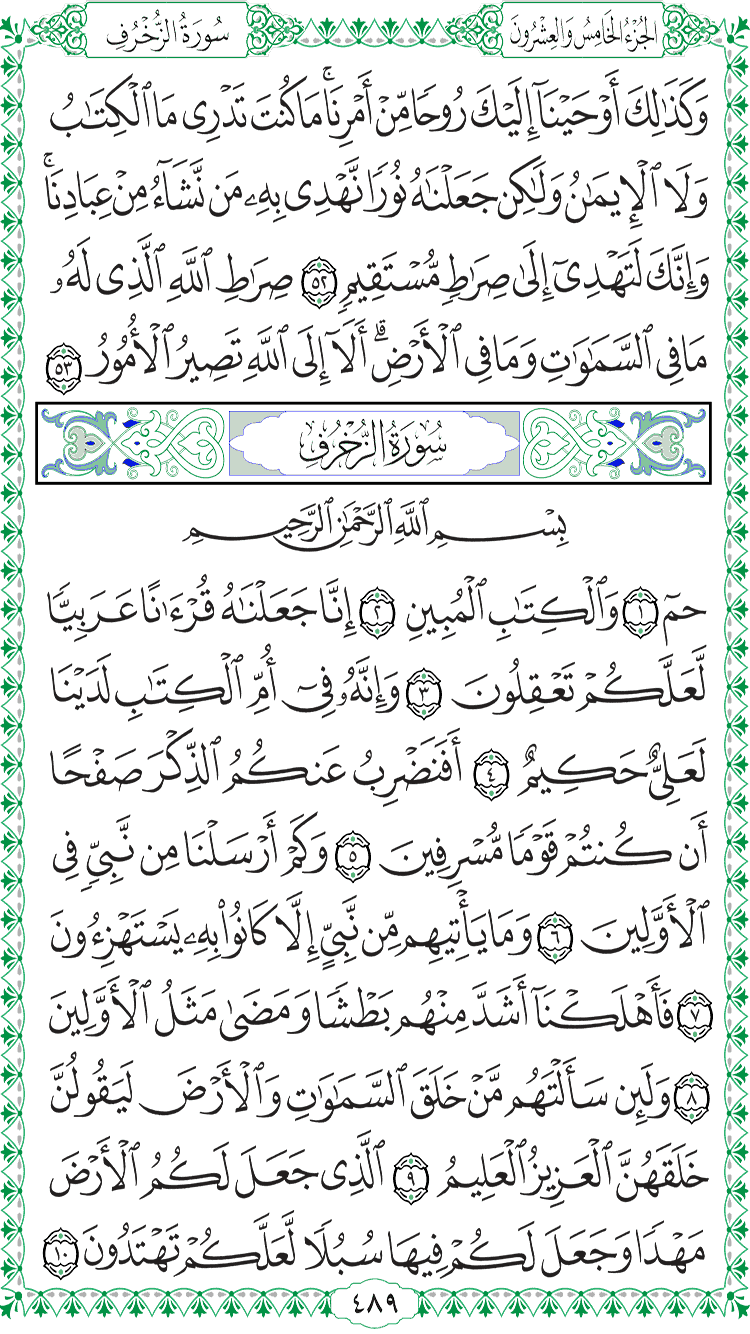 الجُزْءُ الخَامِسُ وَالعِشْرُونَ
سُورَةُ الزُّخْرُفِ
وَكَذَٰلِكَ أَوْحَيْنَآ إِلَيْكَ رُوحًا مِّنْ أَمْرِنَا ۚ مَا كُنتَ تَدْرِى مَا ٱلْكِتَٰبُ
وَلَا ٱلْإِيمَٰنُ وَلَٰكِن جَعَلْنَٰهُ نُورًا نَّهْدِى بِهِۦ مَن نَّشَآءُ مِنْ عِبَادِنَا ۚ
وَإِنَّكَ لَتَهْدِىٓ إِلَىٰ صِرَٰطٍ مُّسْتَقِيمٍ ٥٢ صِرَٰطِ ٱللَّهِ ٱلَّذِى لَهُۥ
مَا فِى ٱلسَّمَٰوَٰتِ وَمَا فِى ٱلْأَرْضِ ۗ أَلَآ إِلَى ٱللَّهِ تَصِيرُ ٱلْأُمُورُ ٥٣
سُورَةُ الزُّخْرُفِ
بِسْمِ ٱللَّهِ ٱلرَّحْمَٰنِ ٱلرَّحِيمِ
حمٓ ١ وَٱلْكِتَٰبِ ٱلْمُبِينِ ٢ إِنَّا جَعَلْنَٰهُ قُرْءَٰنًا عَرَبِيًّا
لَّعَلَّكُمْ تَعْقِلُونَ ٣ وَإِنَّهُۥ فِىٓ أُمِّ ٱلْكِتَٰبِ لَدَيْنَا
لَعَلِىٌّ حَكِيمٌ ٤ أَفَنَضْرِبُ عَنكُمُ ٱلذِّكْرَ صَفْحًا
أَن كُنتُمْ قَوْمًا مُّسْرِفِينَ ٥ وَكَمْ أَرْسَلْنَا مِن نَّبِىٍّ فِى
ٱلْأَوَّلِينَ ٦ وَمَا يَأْتِيهِم مِّن نَّبِىٍّ إِلَّا كَانُوا۟ بِهِۦ يَسْتَهْزِءُونَ
٧ فَأَهْلَكْنَآ أَشَدَّ مِنْهُم بَطْشًا وَمَضَىٰ مَثَلُ ٱلْأَوَّلِينَ
٨ وَلَئِن سَأَلْتَهُم مَّنْ خَلَقَ ٱلسَّمَٰوَٰتِ وَٱلْأَرْضَ لَيَقُولُنَّ
خَلَقَهُنَّ ٱلْعَزِيزُ ٱلْعَلِيمُ ٩ ٱلَّذِى جَعَلَ لَكُمُ ٱلْأَرْضَ
مَهْدًا وَجَعَلَ لَكُمْ فِيهَا سُبُلًا لَّعَلَّكُمْ تَهْتَدُونَ ١٠
٤٨٩